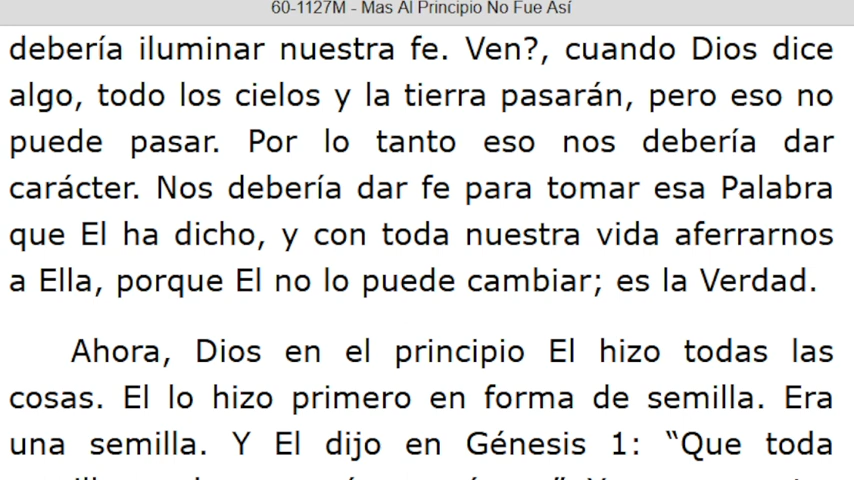 60-1127M - Mas Al Principio No Fue Así
debería iluminar nuestra fe. Ven?, cuando Dios dice
algo, todo los cielos y la tierra pasarán, pero eso no
puede pasar. Por lo tanto eso nos debería dar
carácter. Nos debería dar fe para tomar esa Palabra
que El ha dicho, y con toda nuestra vida aferrarnos
a Ella, porque El no lo puede cambiar; es la Verdad.
Ahora, Dios en el principio El hizo todas las
cosas. El lo hizo primero en forma de semilla. Era
una semilla. Y El dijo en Génesis 1: “Que toda